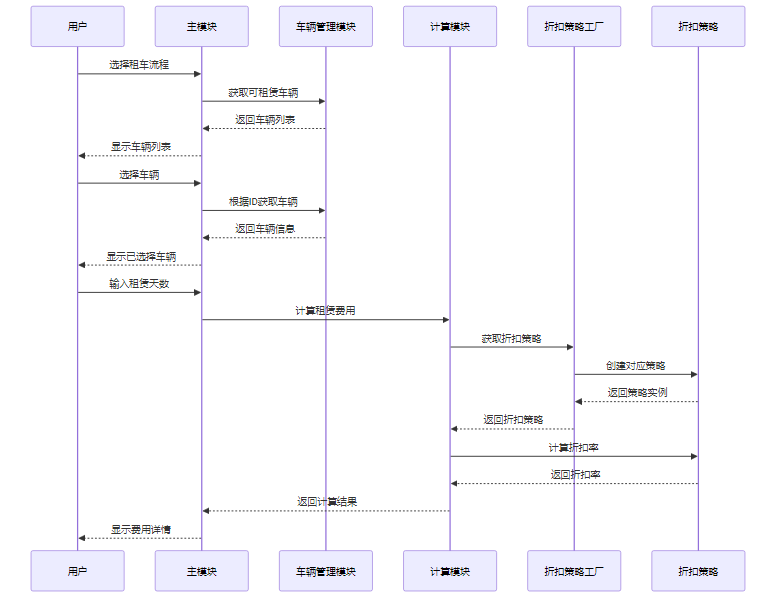 用户
主模块
车辆管理模块
计算模块
折扣策略工厂
折扣策略
选择租车流程
获取可租赁车辆
返回车辆列表
显示车辆列表
选择车辆
根据ID获取车辆
返回车辆信息
显示已选择车辆
输入租赁天数
计算租赁费用
获取折扣策略
创建对应策略
返回策略实例
返回折扣策略
计算折扣率
返回折扣率
返回计算结果
显示费用详情
用户
主模块
车辆管理模块
计算模块
折扣策略工厂
折扣策略